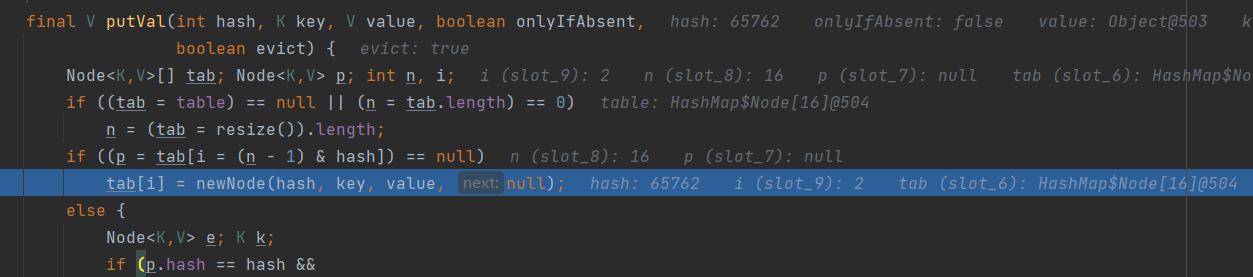 final V putVal(int hash, K key, V value, boolean onlyIfAbsent, hash: 65762 onlyIfAbsent: false value: Object@503 k
boolean evict) { evict: true
Node<K,V>[] tab; Node<K,V> p; int n, i; i (slot_9): 2 n (slot_8): 16 p (slot_7): null tab (slot_6): HashMap$No
if ((tab = table) == null || (n = tab.length) == 0) table: HashMap$Node[16]@504
n = (tab = resize()).length;
if ((p = tab[i = (n - 1) & hash]) == null) n (slot_8): 16 p (slot_7): null
tab[i] = newNode(hash, key, value, next: null); hash: 65762 i (slot_9): 2 tab (slot_6): HashMap$Node[16]@504
else {
Node<K,V> e; K k;
if (p.hash == hash &&